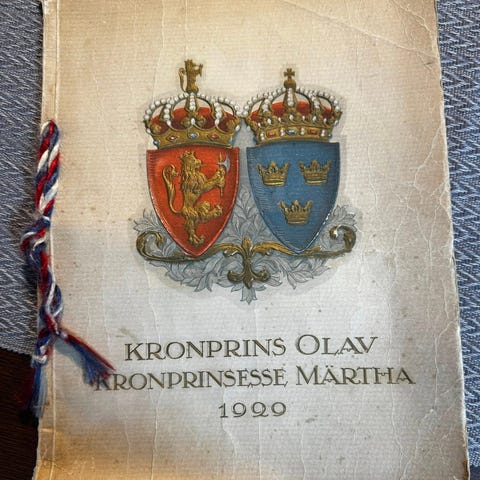 KRONPRINS OLAV
KRONPRINSESSE MÄRTHA
1929